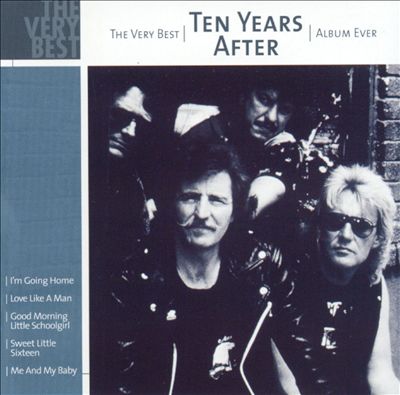 THE
VERY
BEST
THE VERY BEST
TEN YEARS
AFTER
ALBUM EVER
I'm Going Home
Love Like A Man
Good Morning
Little Schoolgirl
Sweet Little
Sixteen
Me And My Baby